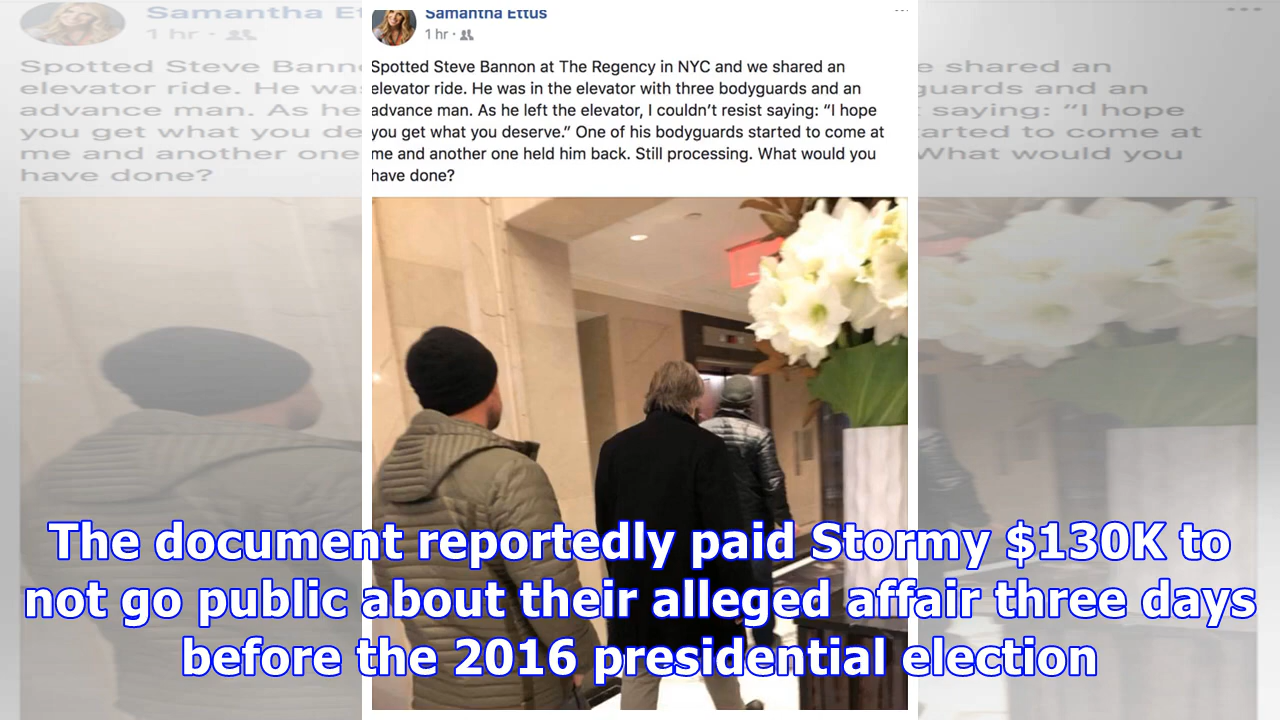 Samantha Ettus
1 hr
Spotted Steve Bannon at The Regency in NYC and we shared an
elevator ride. He was in the elevator with three bodyguards and an
advance man. As he left the elevator, I couldn’t resist saying: “I hope
you get what you deserve.” One of his bodyguards started to come at
me and another one held him back. Still processing. What would you
have done?
The document reportedly paid Stormy $130K to
not go public about their alleged affair three days
before the 2016 presidential election